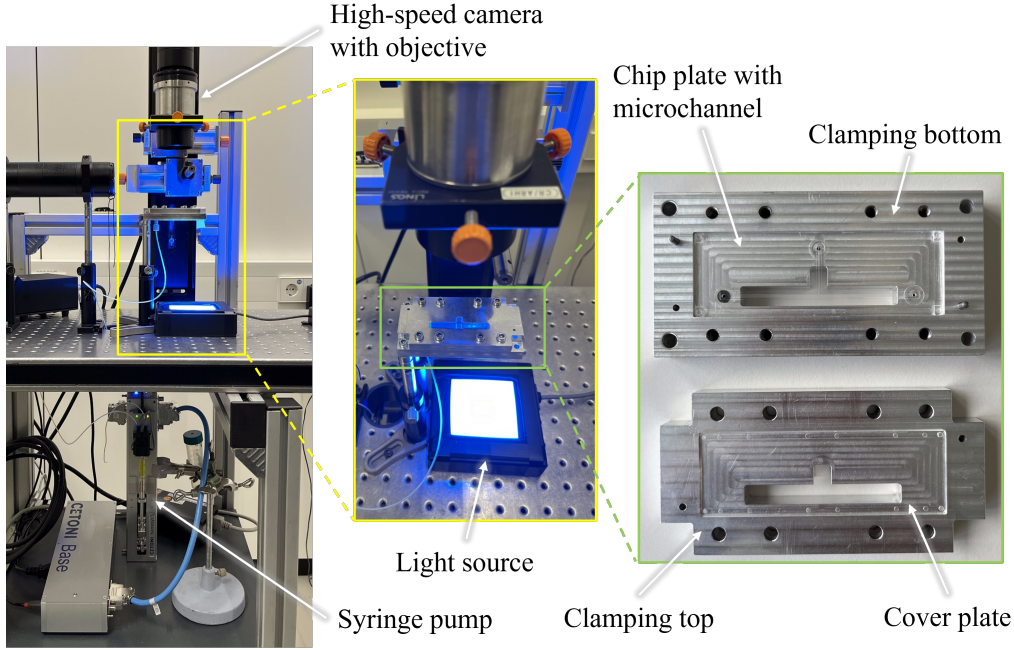 High-speed camera
with objective
Chip plate with
microchannel
Clamping bottom
CETONI Base
Light source
Syringe pump
Clamping top
Cover plate